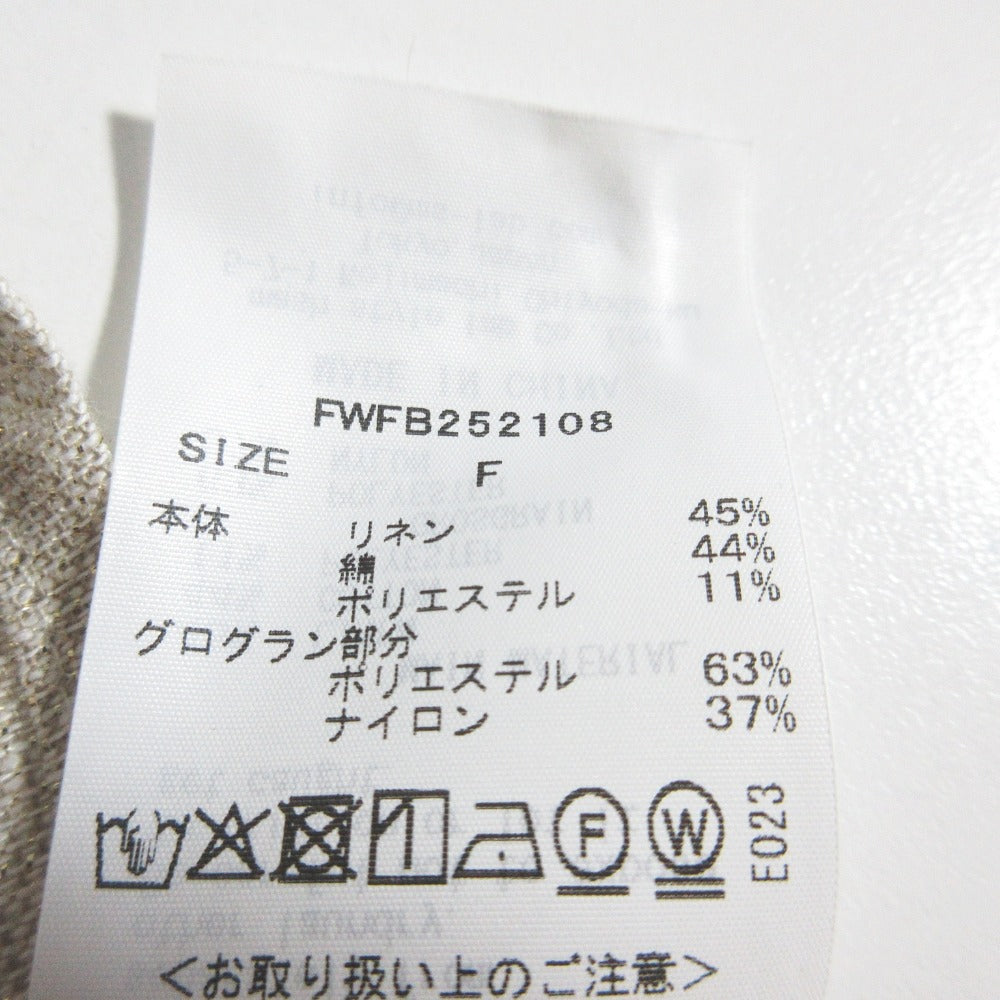 FWFB252108
SIZE F
本体 リネン 45%
綿 44%
ポリエステル 11%
グログラン部分
ポリエステル 63%
ナイロン 37%
F W E023
<お取り扱い上のご注意>